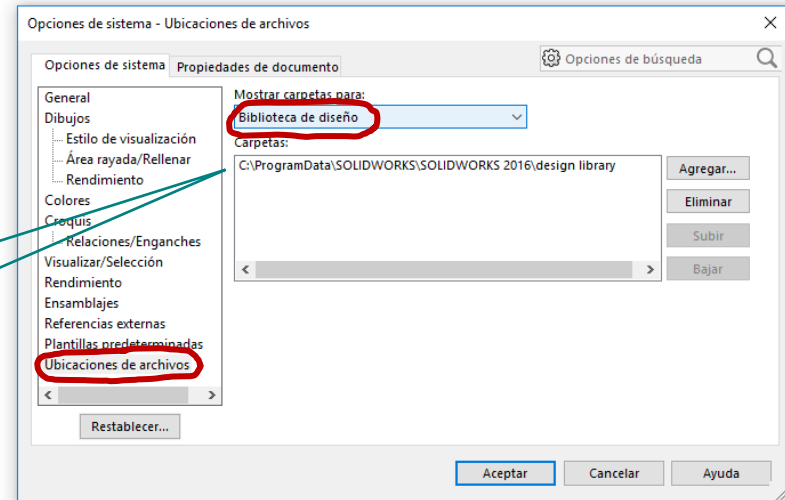 Opciones de sistema - Ubicaciones de archivos
Opciones de sistema
Propiedades de documento
Opciones de búsqueda
General
Dibujos
Estilo de visualización
Área rayada/Rellenar
Rendimiento
Colores
Croquis
Relaciones/Enganches
Visualizar/Selección
Rendimiento
Ensamblajes
Referencias externas
Plantillas predeterminadas
Ubicaciones de archivos
Restablecer...
Mostrar carpetas para:
Biblioteca de diseño
Carpetas:
C:\ProgramData\SOLIDWORKS\SOLIDWORKS 2016\design library
Agregar...
Eliminar
Subir
Bajar
Aceptar
Cancelar
Ayuda